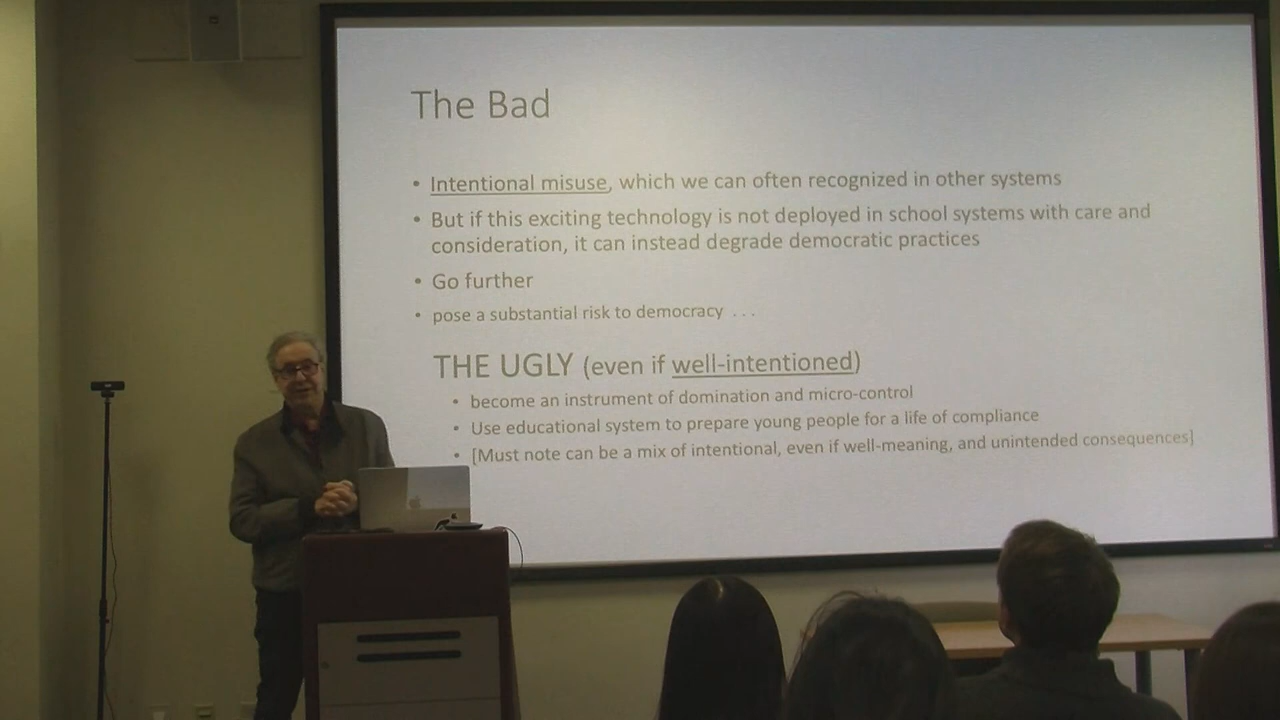 The Bad
• Intentional misuse, which we can often recognized in other systems
• But if this exciting technology is not deployed in school systems with care and
consideration, it can instead degrade democratic practices
• Go further
• pose a substantial risk to democracy . . .
THE UGLY (even if well-intentioned)
• become an instrument of domination and micro-control
• Use educational system to prepare young people for a life of compliance
• [Must note can be a mix of intentional, even if well-meaning, and unintended consequences]